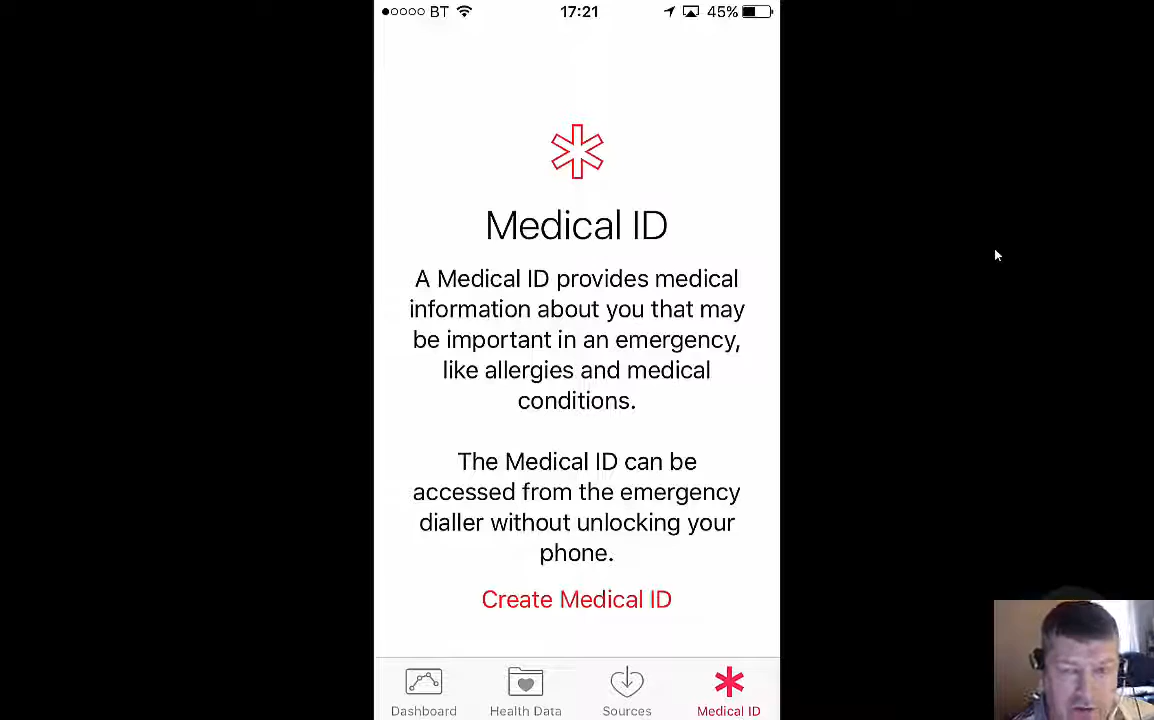 BT 17:21 45%
Medical ID
A Medical ID provides medical
information about you that may
be important in an emergency,
like allergies and medical
conditions.
The Medical ID can be
accessed from the emergency
dialler without unlocking your
phone.
Create Medical ID
Dashboard Health Data Sources Medical ID